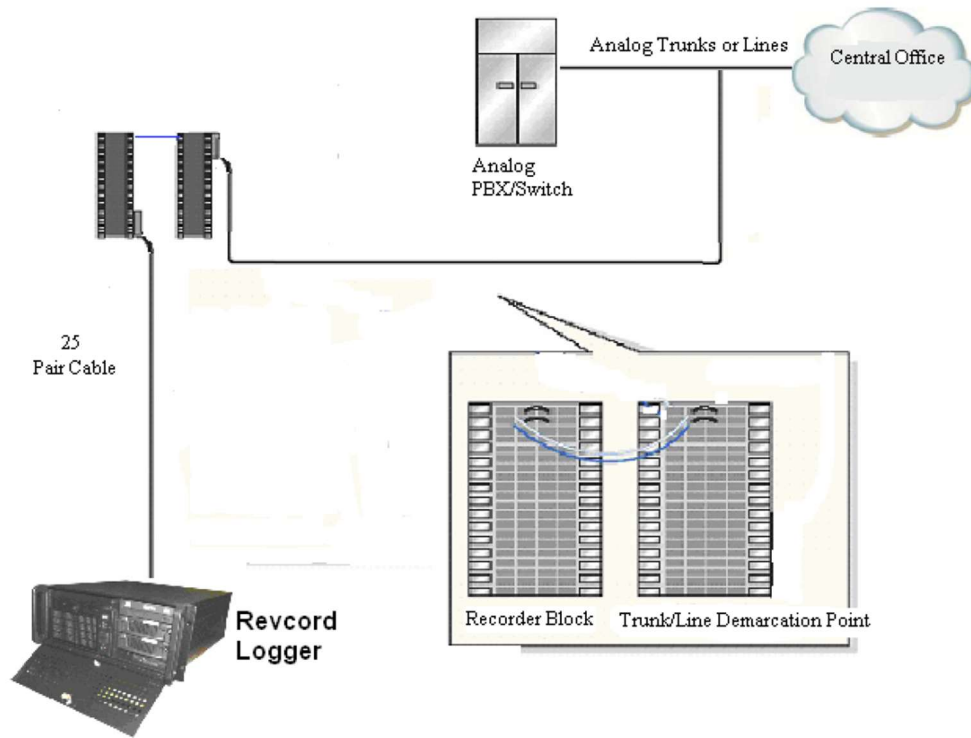 Analog Trunks or Lines
Central Office
Analog
PBX/Switch
25
Pair Cable
Recorder Block
Trunk/Line Demarcation Point
Revcord
Logger